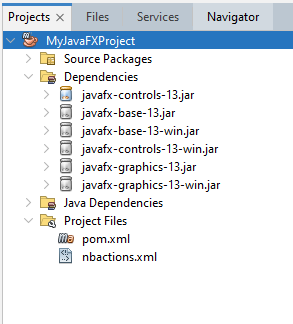 Projects × Files Services Navigator
MyJavaFXProject
Source Packages
Dependencies
javafx-controls-13.jar
javafx-base-13.jar
javafx-base-13-win.jar
javafx-controls-13-win.jar
javafx-graphics-13.jar
javafx-graphics-13-win.jar
Java Dependencies
Project Files
pom.xml
nbactions.xml